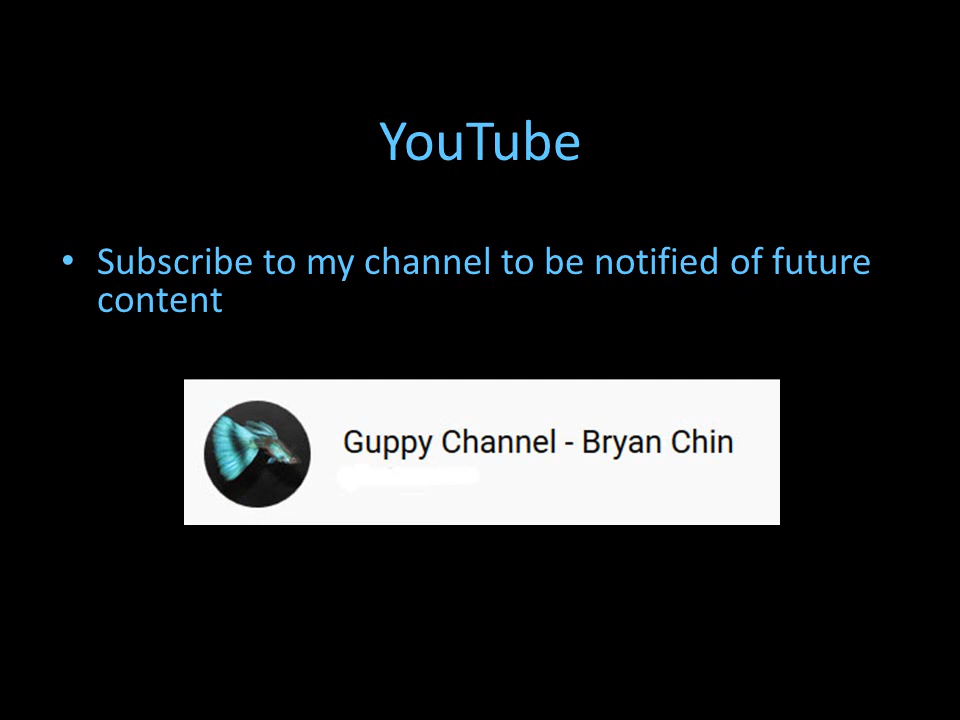 YouTube
• Subscribe to my channel to be notified of future
content
Guppy Channel - Bryan Chin